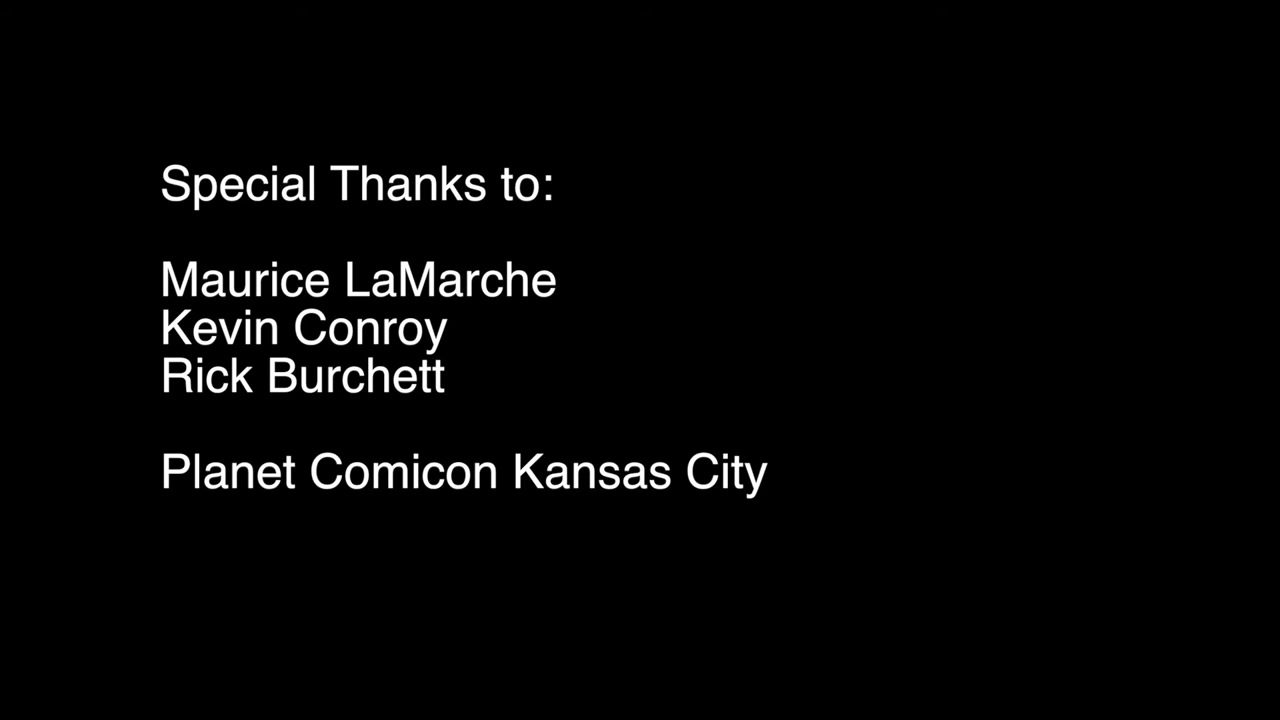 Special Thanks to:
Maurice LaMarche
Kevin Conroy
Rick Burchett
Planet Comicon Kansas City